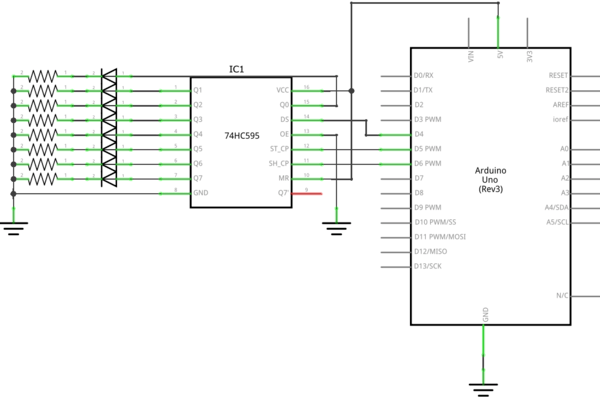 IC1
74HC595
Q1
Q2
Q3
Q4
Q5
Q6
Q7
GND
VCC
Q0
DS
OE
ST_CP
SH_CP
MR
Q7'
1
2
3
4
5
6
7
8
16
15
14
13
12
11
10
9
VIN
5V
3V3
D0/RX
D1/TX
D2
D3 PWM
D4
D5 PWM
D6 PWM
D7
D8
D9 PWM
D10 PWM/SS
D11 PWM/MOSI
D12/MISO
D13/SCK
Arduino
Uno
(Rev3)
RESET
RESET2
AREF
ioref
A0
A1
A2
A3
A4/SDA
A5/SCL
N/C
GND